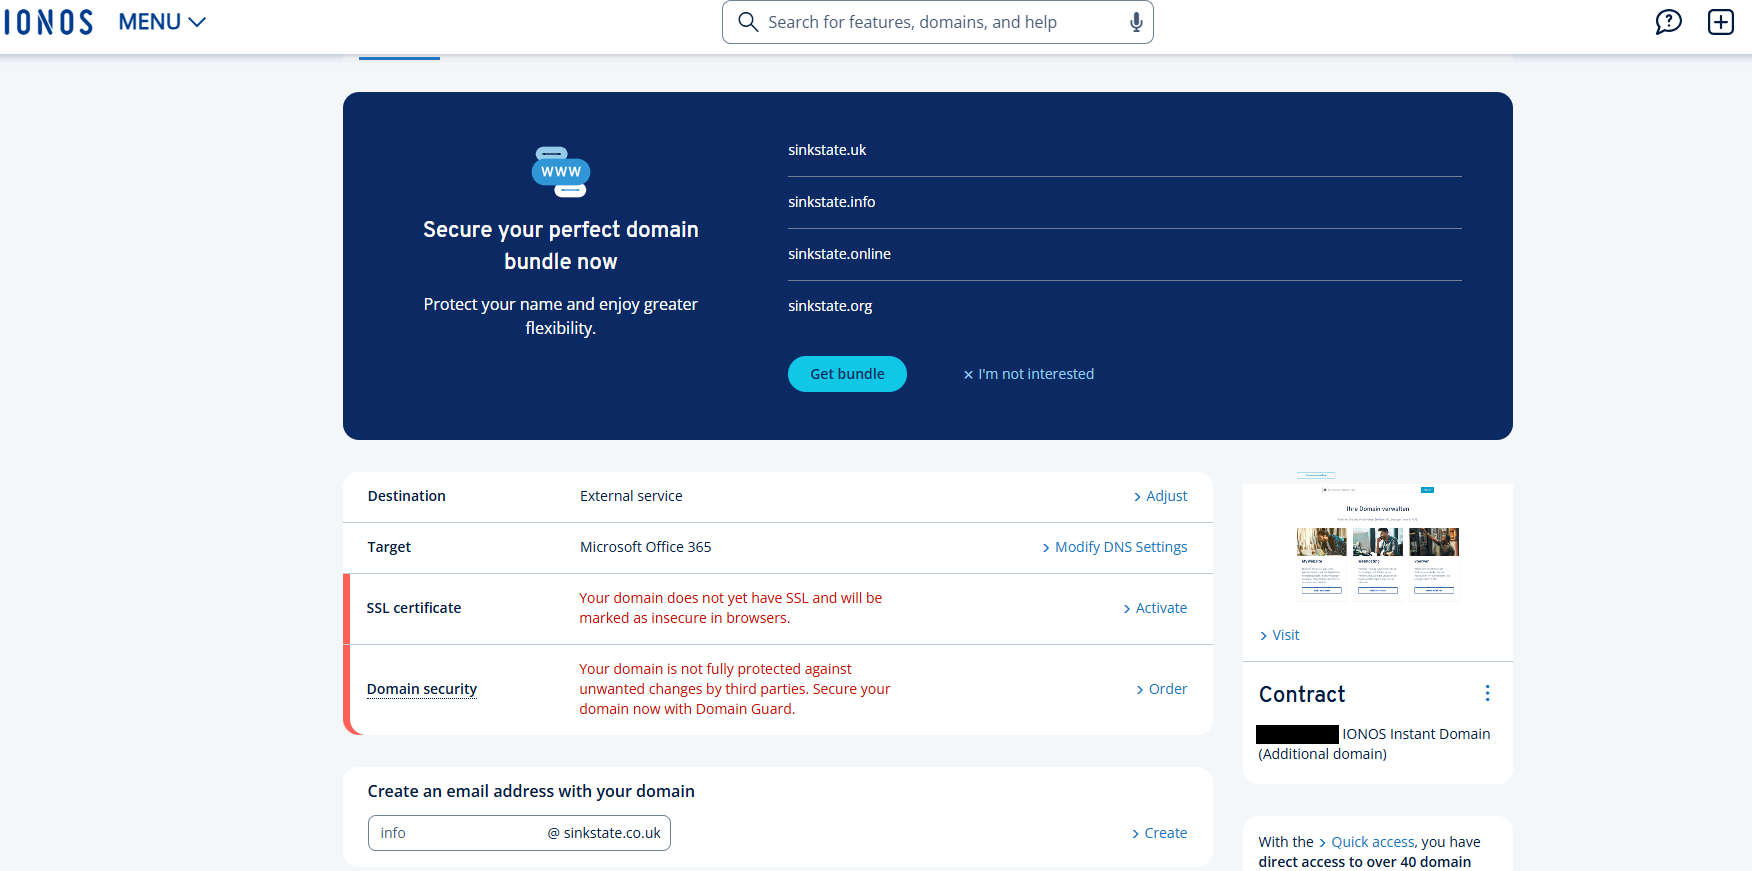 IONOS MENU
Search for features, domains, and help
www
Secure your perfect domain
bundle now
Protect your name and enjoy greater
flexibility.
sinkstate.uk
sinkstate.info
sinkstate.online
sinkstate.org
Get bundle
× I'm not interested
Destination External service > Adjust
Target Microsoft Office 365 > Modify DNS Settings
SSL certificate
Your domain does not yet have SSL and will be
marked as insecure in browsers.
> Activate
Domain security
Your domain is not fully protected against
unwanted changes by third parties. Secure your
domain now with Domain Guard.
> Order
Create an email address with your domain
info @ sinkstate.co.uk
> Create
Ihre Domain verwalten
MyWebsite Webhosting vServer
> Visit
Contract
IONOS Instant Domain
(Additional domain)
With the > Quick access, you have
direct access to over 40 domain